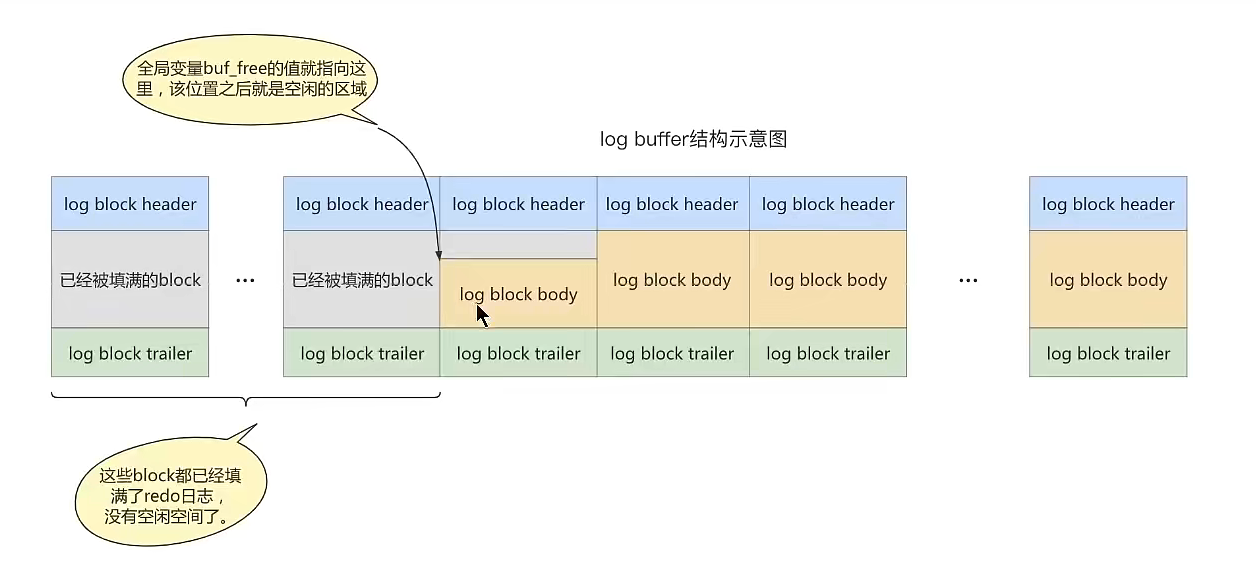 全局变量buf_free的值就指向这
里，该位置之后就是空闲的区域
log buffer结构示意图
log block header
log block header
log block header
log block header
log block header
log block header
已经被填满的block
...
已经被填满的block
log block body
log block body
log block body
...
log block body
log block trailer
log block trailer
log block trailer
log block trailer
log block trailer
log block trailer
这些block都已经填
满了redo日志，
没有空闲空间了。